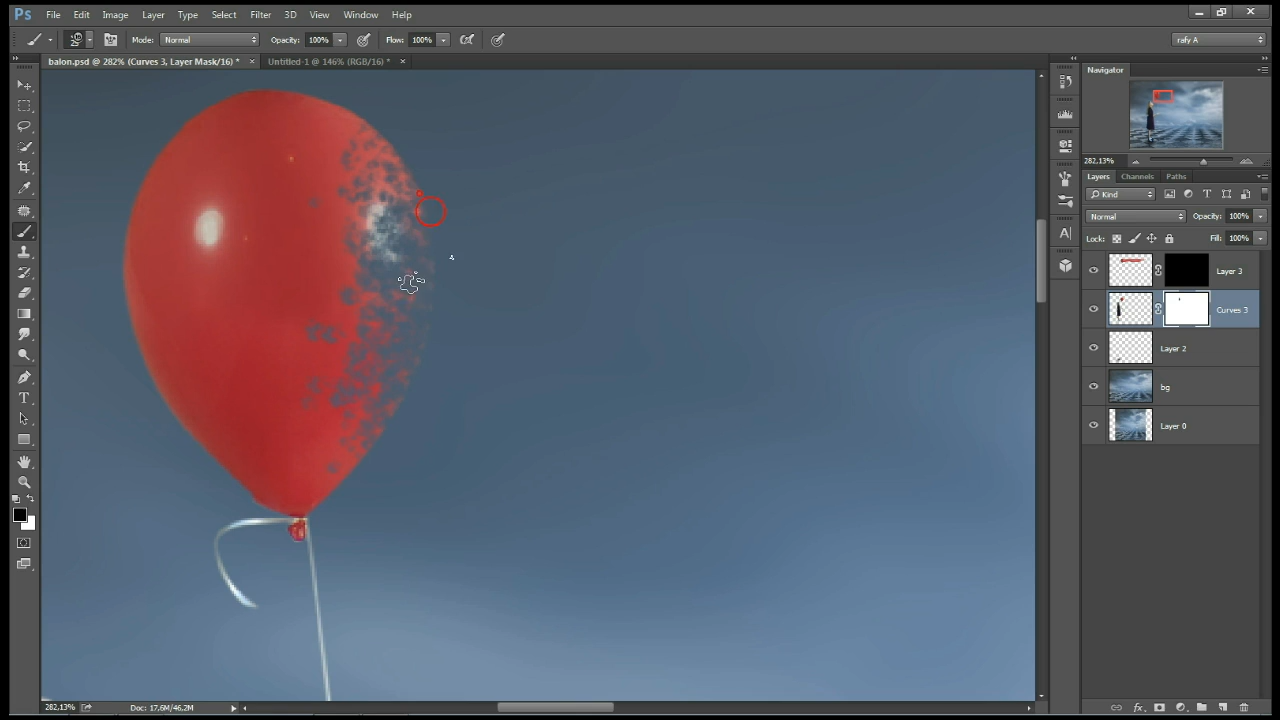 Ps File Edit Image Layer Type Select Filter 3D View Window Help
Mode: Normal Opacity: 100% Flow: 100% rafy A
balon.psd @ 282% (Curves 3, Layer Mask/16) * × Untitled-1 @ 146% (RGB/16) * ×
Navigator
282,13%
Layers Channels Paths
Kind
Normal Opacity: 100%
Lock: Fill: 100%
Layer 3
Curves 3
Layer 2
bg
Layer 0
282,13% Doc: 17,6M/46,2M